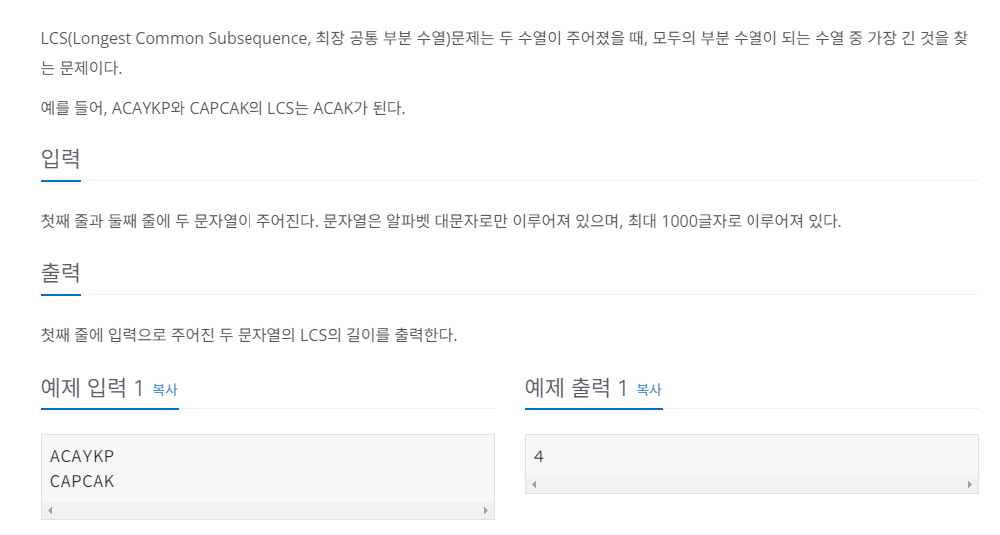 LCS(Longest Common Subsequence, 최장 공통 부분 수열)문제는 두 수열이 주어졌을 때, 모두의 부분 수열이 되는 수열 중 가장 긴 것을 찾
는 문제이다.
예를 들어, ACAYKP와 CAPCAK의 LCS는 ACAK가 된다.
입력
첫째 줄과 둘째 줄에 두 문자열이 주어진다. 문자열은 알파벳 대문자로만 이루어져 있으며, 최대 1000글자로 이루어져 있다.
출력
첫째 줄에 입력으로 주어진 두 문자열의 LCS의 길이를 출력한다.
예제 입력 1 복사
ACAYKP
CAPCAK
예제 출력 1 복사
4